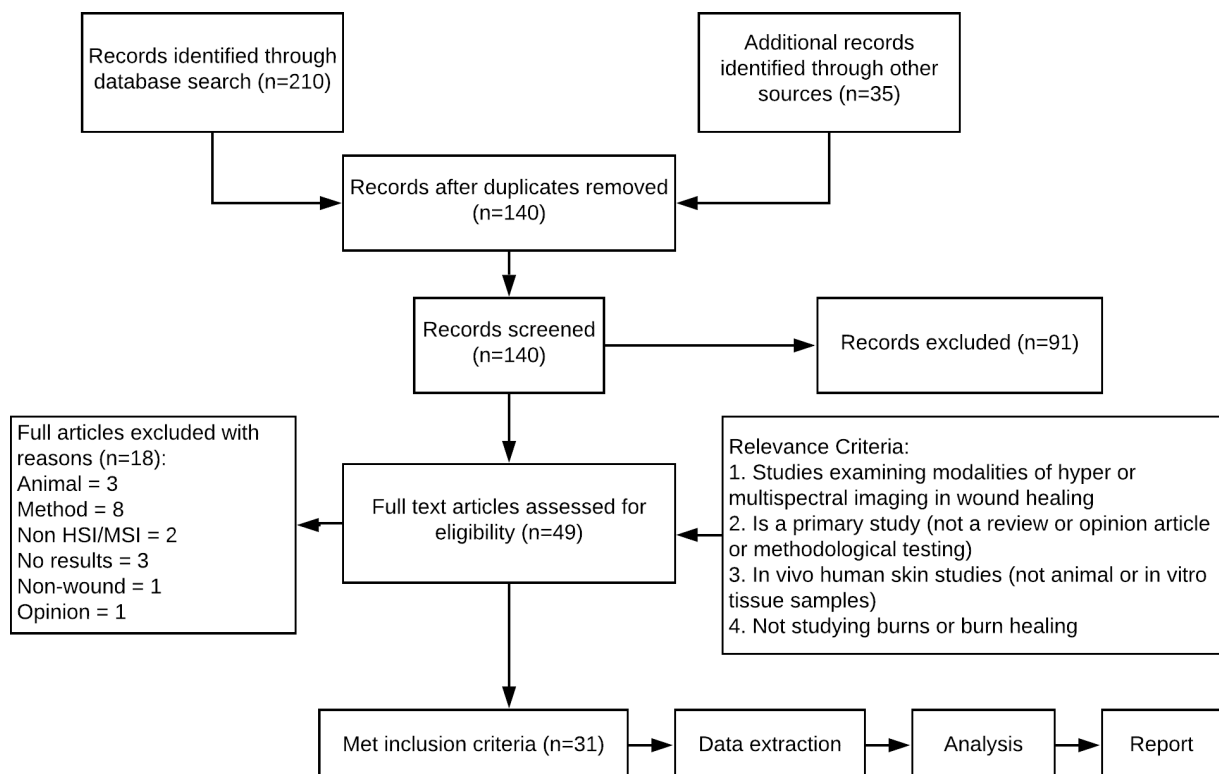 Records identified through
database search (n=210)
Additional records
identified through other
sources (n=35)
Records after duplicates removed
(n=140)
Records screened
(n=140)
Records excluded (n=91)
Full articles excluded with
reasons (n=18):
Animal = 3
Method = 8
Non HSI/MSI = 2
No results = 3
Non-wound = 1
Opinion = 1
Full text articles assessed for
eligibility (n=49)
Relevance Criteria:
1. Studies examining modalities of hyper or
multispectral imaging in wound healing
2. Is a primary study (not a review or opinion article
or methodological testing)
3. In vivo human skin studies (not animal or in vitro
tissue samples)
4. Not studying burns or burn healing
Met inclusion criteria (n=31)
Data extraction
Analysis
Report